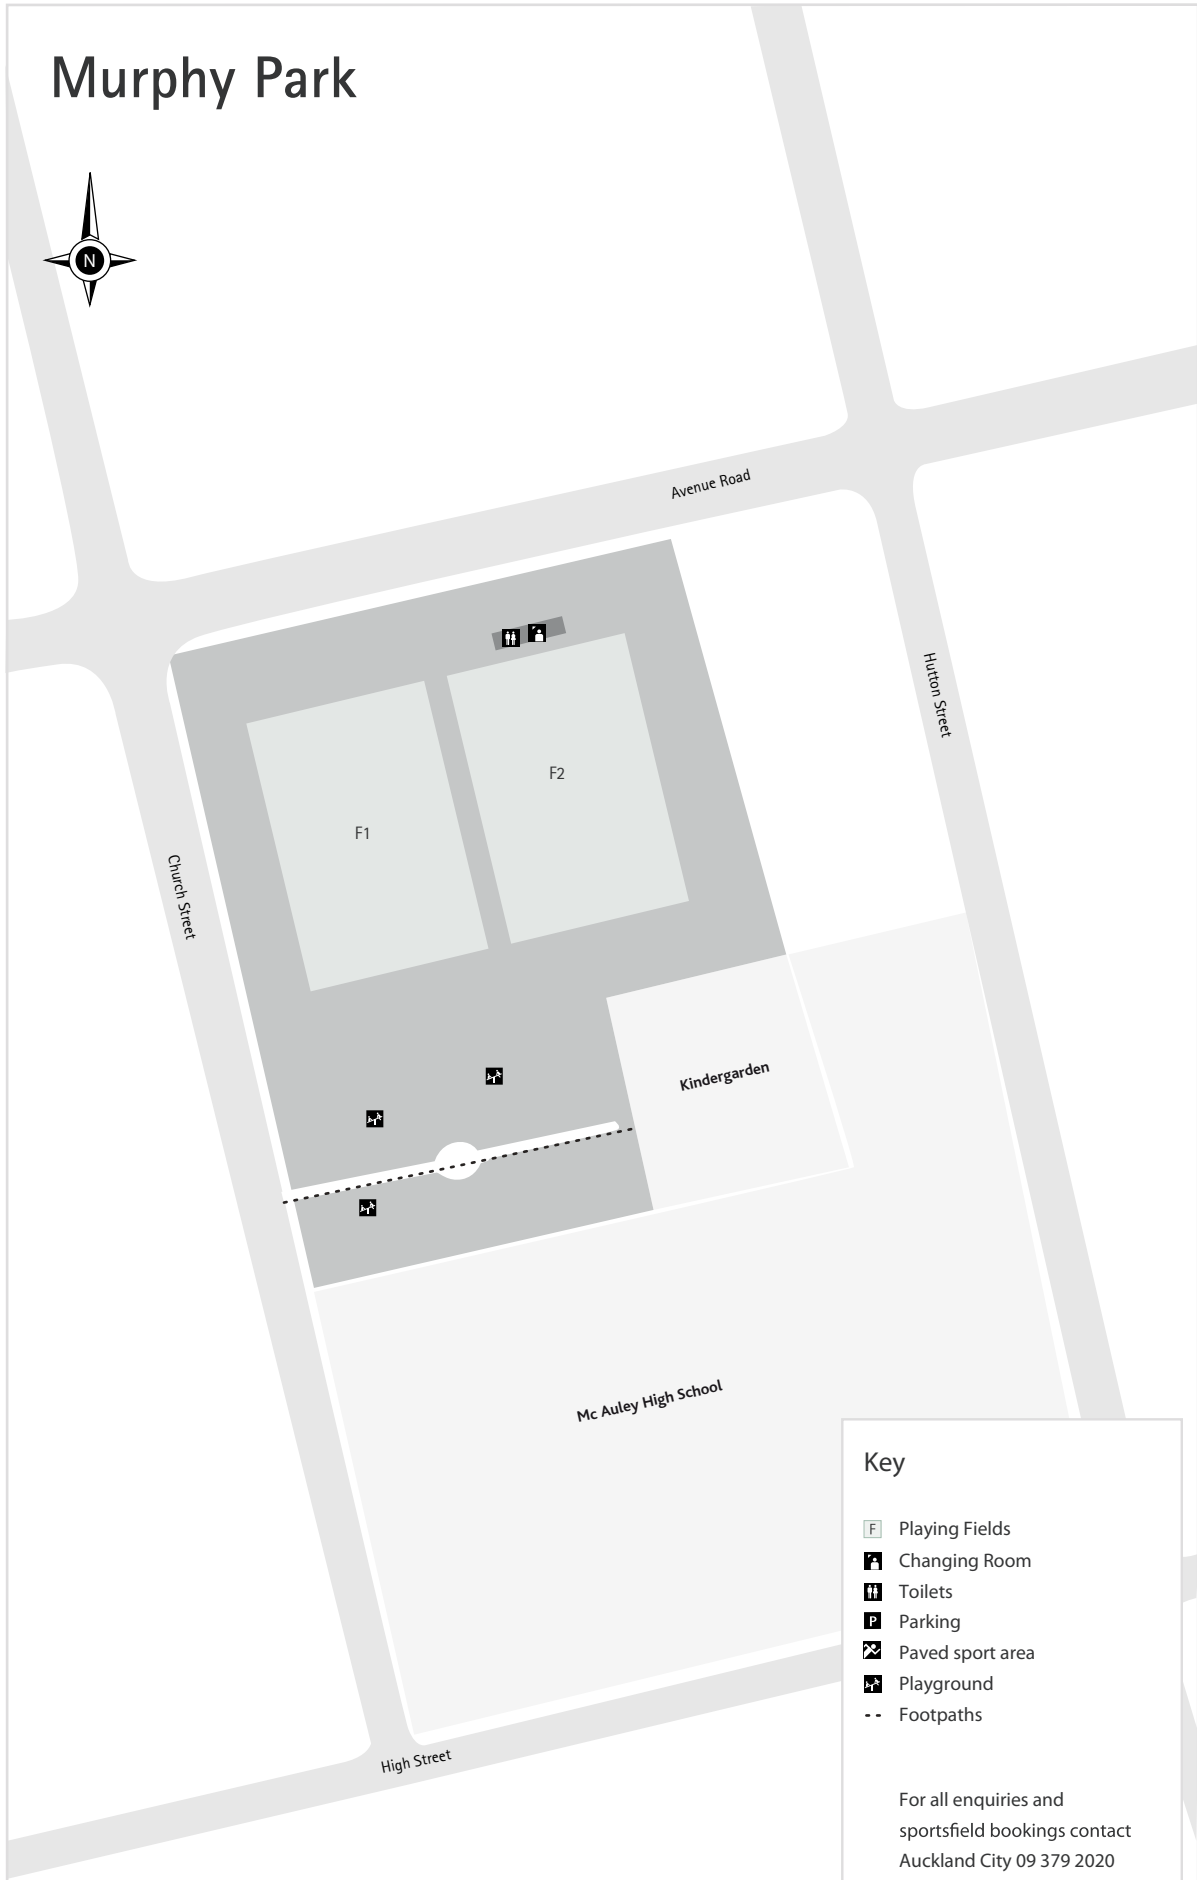 Murphy Park
N
Avenue Road
Hutton Street
F2
F1
Church Street
Kindergarden
Mc Auley High School
High Street
Key
F Playing Fields
Changing Room
Toilets
P Parking
Paved sport area
Playground
Footpaths
For all enquiries and
sportsfield bookings contact
Auckland City 09 379 2020